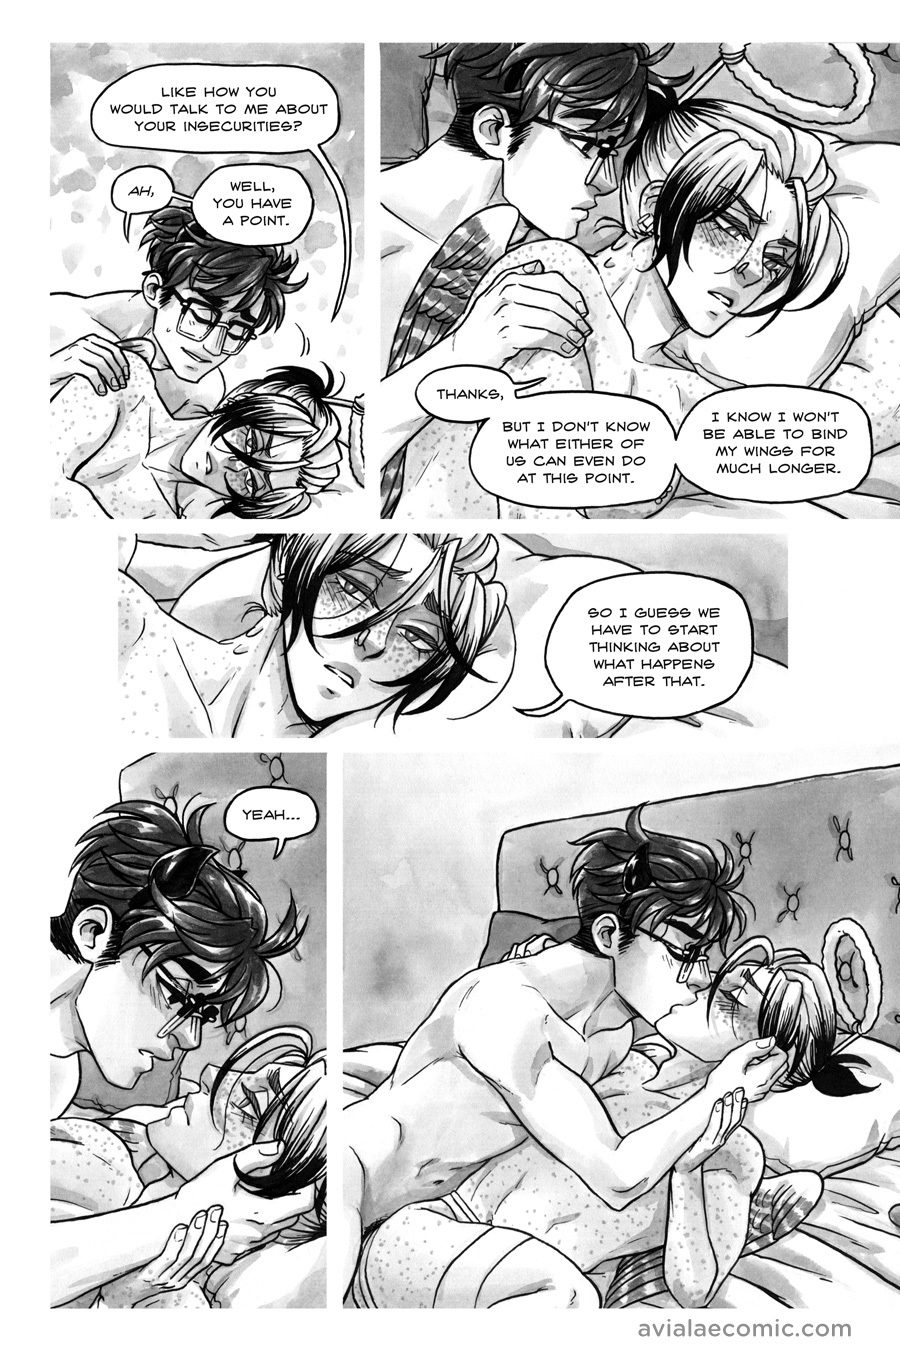 LIKE HOW YOU
WOULD TALK TO ME ABOUT
YOUR INSECURITIES?
AH,
WELL,
YOU HAVE
A POINT.
THANKS,
BUT I DON'T KNOW
WHAT EITHER OF
US CAN EVEN DO
AT THIS POINT.
I KNOW I WON'T
BE ABLE TO BIND
MY WINGS FOR
MUCH LONGER.
SO I GUESS WE
HAVE TO START
THINKING ABOUT
WHAT HAPPENS
AFTER THAT.
YEAH...
avialaecomic.com